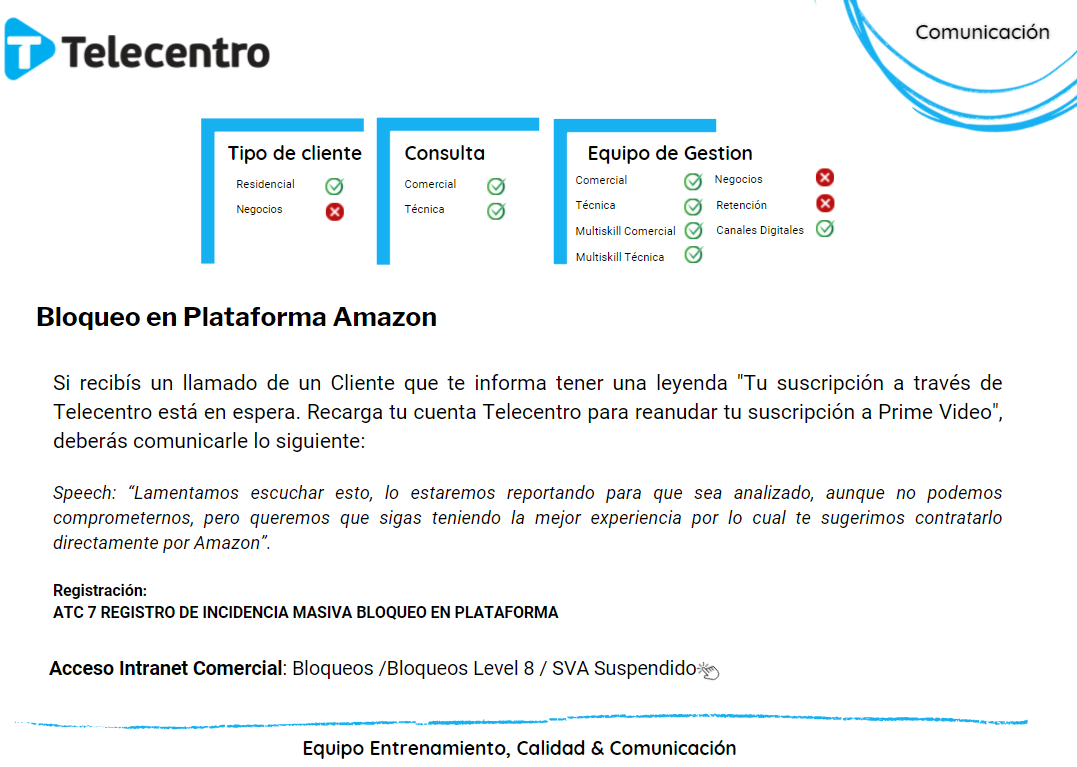 Telecentro
Comunicación
Tipo de cliente
Residencial
Negocios
Consulta
Comercial
Técnica
Equipo de Gestion
Comercial
Técnica
Multiskill Comercial
Multiskill Técnica
Negocios
Retención
Canales Digitales
Bloqueo en Plataforma Amazon
Si recibís un llamado de un Cliente que te informa tener una leyenda "Tu suscripción a través de
Telecentro está en espera. Recarga tu cuenta Telecentro para reanudar tu suscripción a Prime Video",
deberás comunicarle lo siguiente:
Speech: “Lamentamos escuchar esto, lo estaremos reportando para que sea analizado, aunque no podemos
comprometernos, pero queremos que sigas teniendo la mejor experiencia por lo cual te sugerimos contratarlo
directamente por Amazon”.
Registración:
ATC 7 REGISTRO DE INCIDENCIA MASIVA BLOQUEO EN PLATAFORMA
Acceso Intranet Comercial: Bloqueos /Bloqueos Level 8 / SVA Suspendido
Equipo Entrenamiento, Calidad & Comunicación